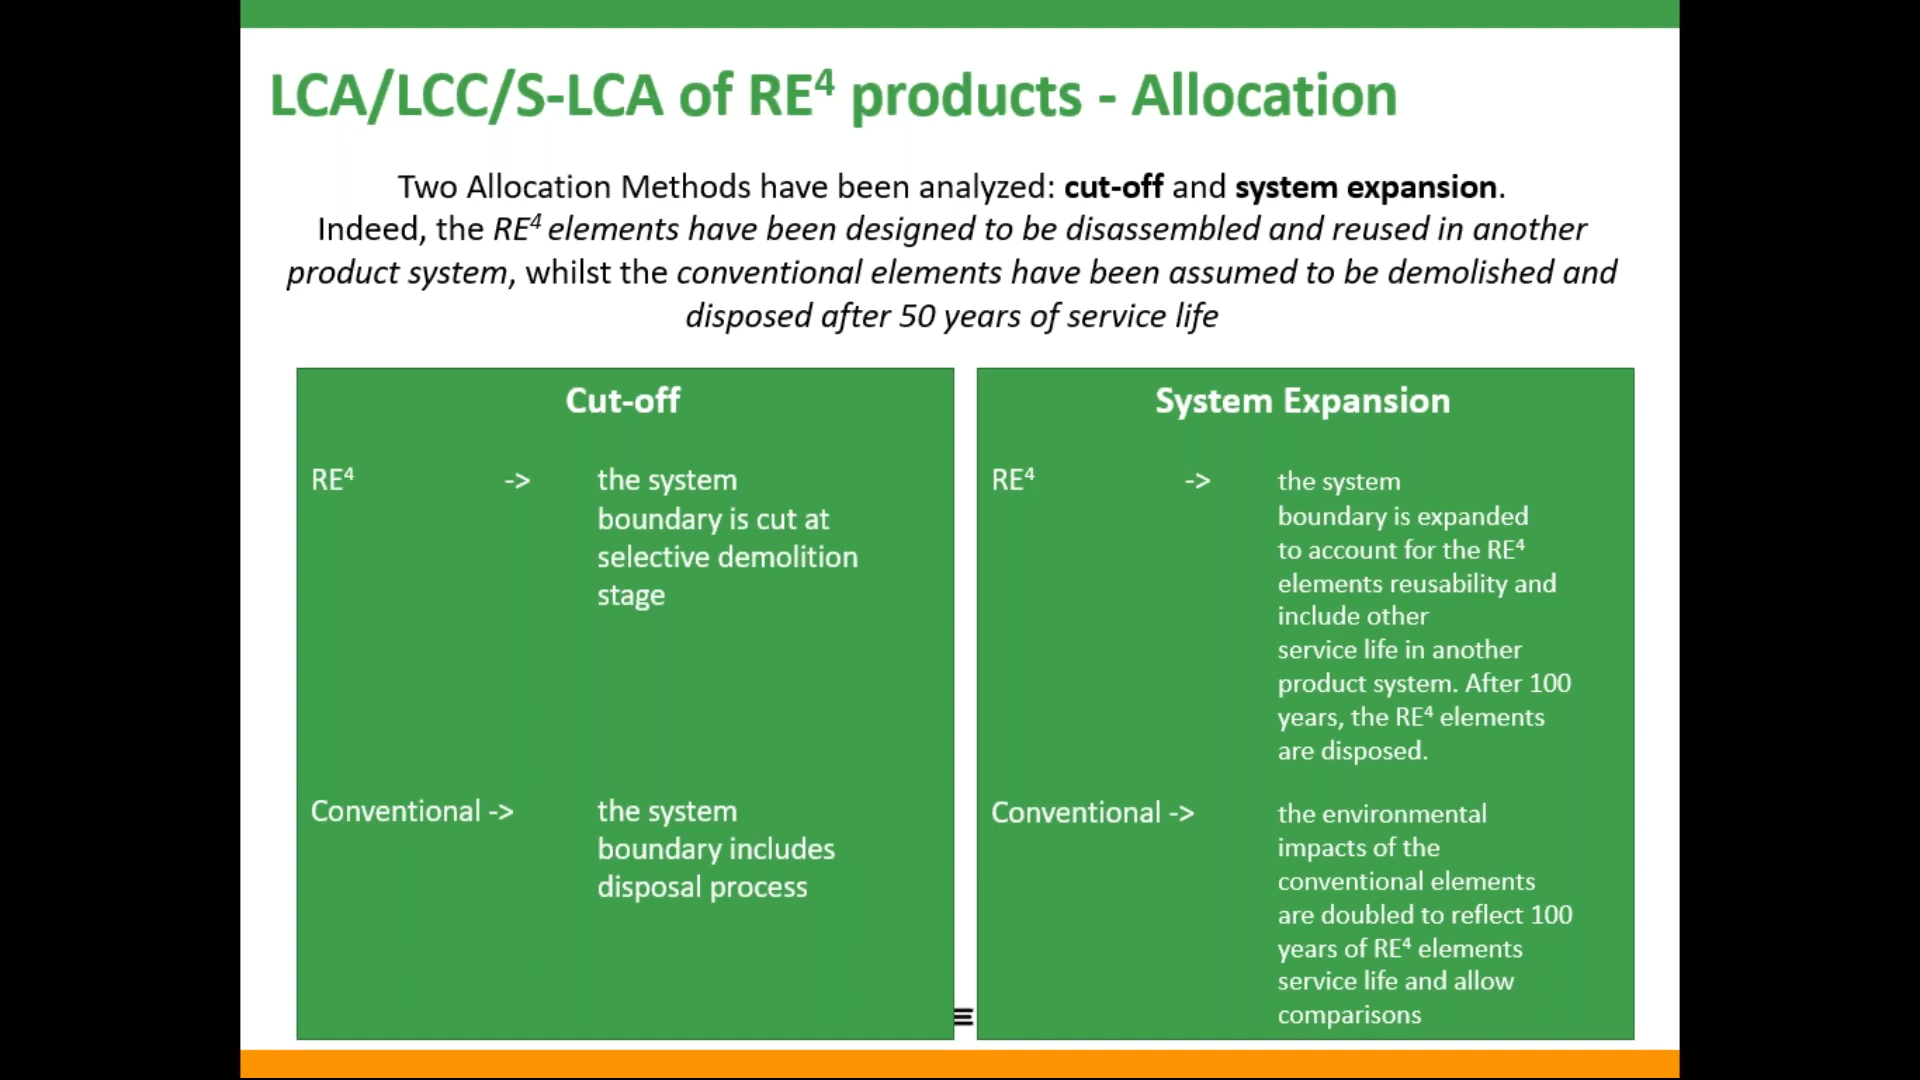 LCA/LCC/S-LCA of RE⁴ products - Allocation
Two Allocation Methods have been analyzed: cut-off and system expansion.
Indeed, the RE⁴ elements have been designed to be disassembled and reused in another
product system, whilst the conventional elements have been assumed to be demolished and
disposed after 50 years of service life
Cut-off
RE⁴ -> the system
boundary is cut at
selective demolition
stage
Conventional -> the system
boundary includes
disposal process
System Expansion
RE⁴ -> the system
boundary is expanded
to account for the RE⁴
elements reusability and
include other
service life in another
product system. After 100
years, the RE⁴ elements
are disposed.
Conventional -> the environmental
impacts of the
conventional elements
are doubled to reflect 100
years of RE⁴ elements
service life and allow
comparisons